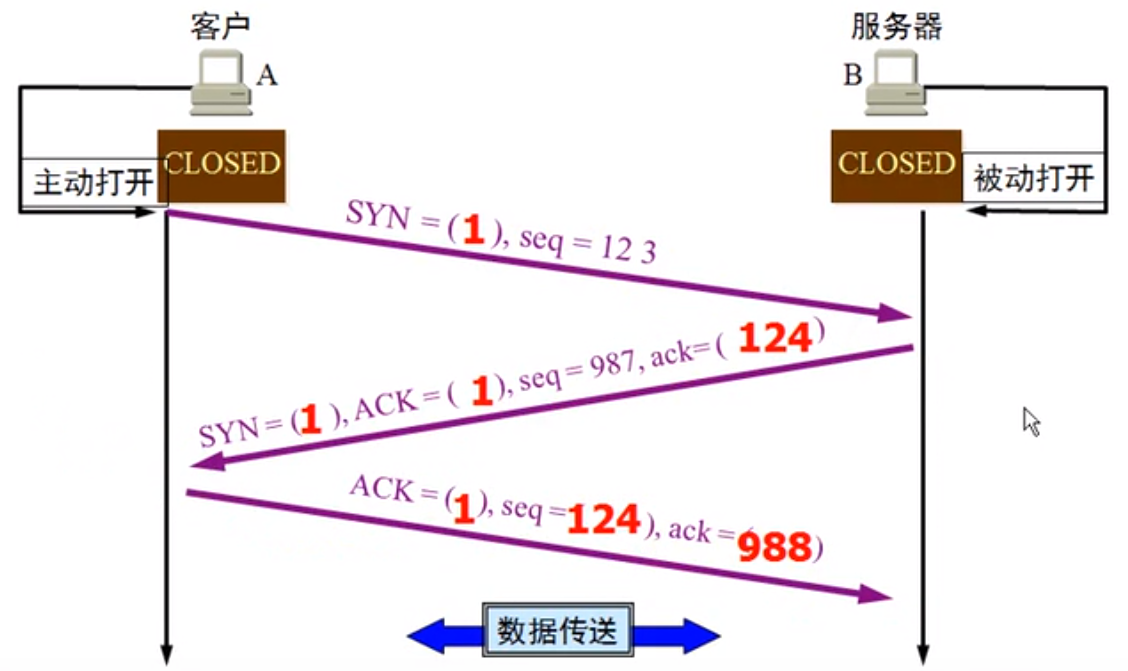 客户
服务器
A
B
CLOSED
CLOSED
主动打开
被动打开
SYN = (1), seq = 12 3
SYN = (1), ACK = ( 1), seq = 987, ack= ( 124)
ACK = (1), seq =124), ack =988)
数据传送